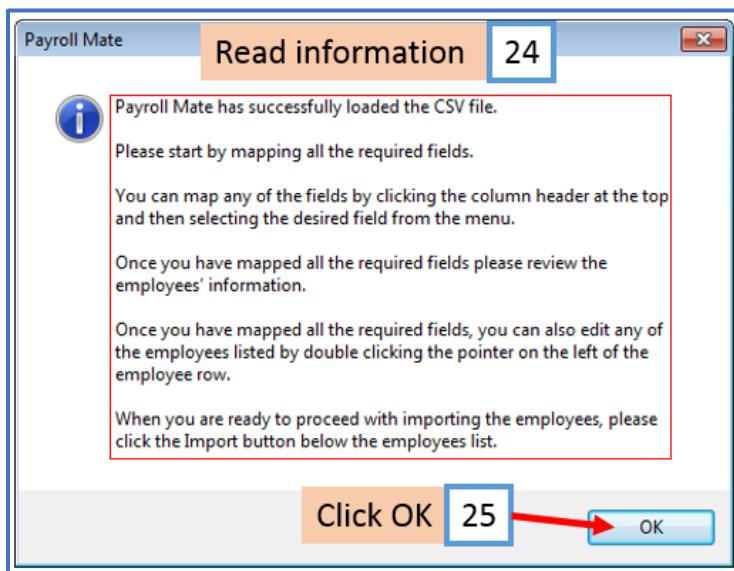 Payroll Mate
Read information 24
Payroll Mate has successfully loaded the CSV file.
Please start by mapping all the required fields.
You can map any of the fields by clicking the column header at the top
and then selecting the desired field from the menu.
Once you have mapped all the required fields please review the
employees' information.
Once you have mapped all the required fields, you can also edit any of
the employees listed by double clicking the pointer on the left of the
employee row.
When you are ready to proceed with importing the employees, please
click the Import button below the employees list.
Click OK 25
OK